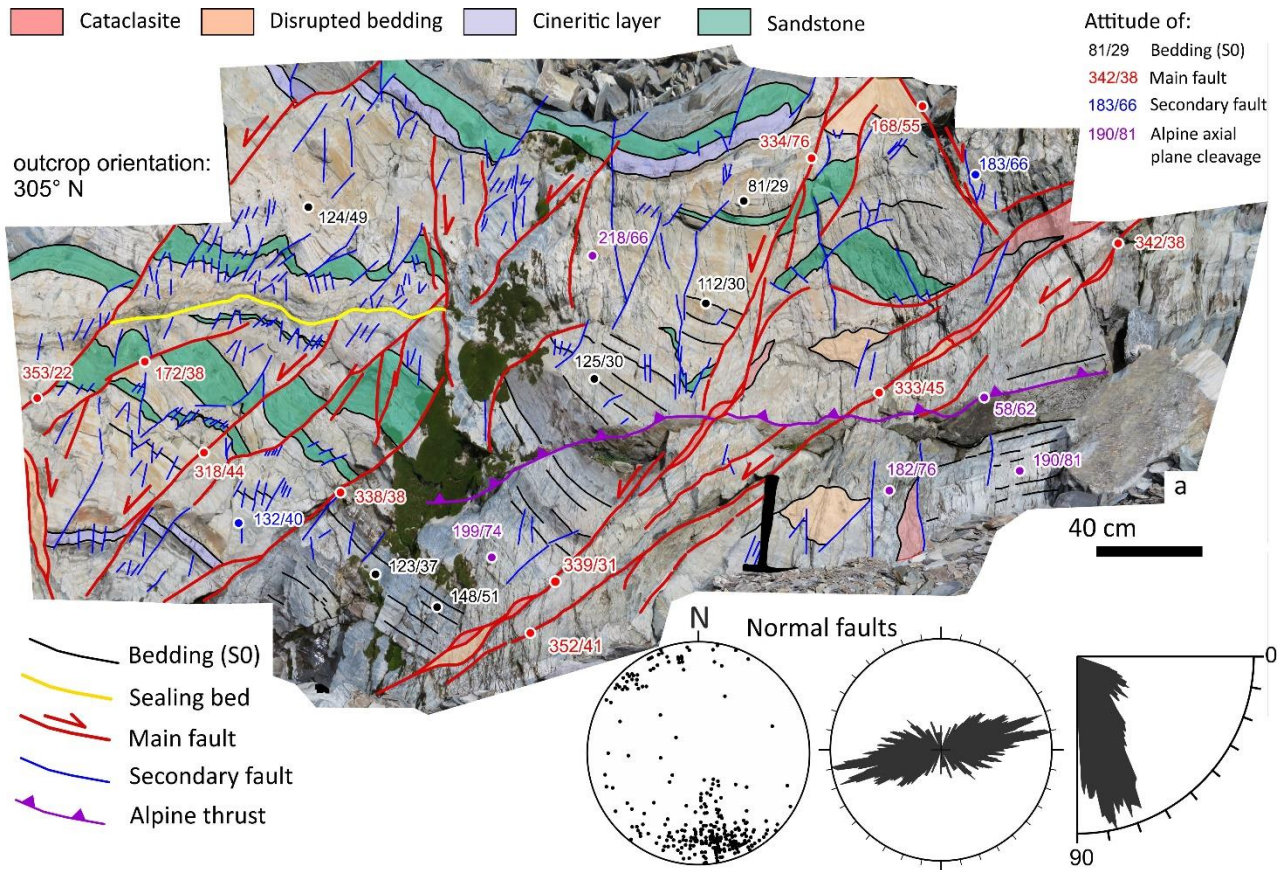 Cataclasite
Disrupted bedding
Cineritic layer
Sandstone
Attitude of:
81/29 Bedding (S0)
342/38 Main fault
183/66 Secondary fault
190/81 Alpine axial
plane cleavage
outcrop orientation:
305° N
168/55
334/76
183/66
81/29
124/49
218/66
342/38
112/30
125/30
353/22
172/38
333/45
58/62
318/44
338/38
182/76
190/81
a
132/40
199/74
40 cm
123/37
339/31
148/51
352/41
Bedding (S0)
Sealing bed
Main fault
Secondary fault
Alpine thrust
N
Normal faults
0
90